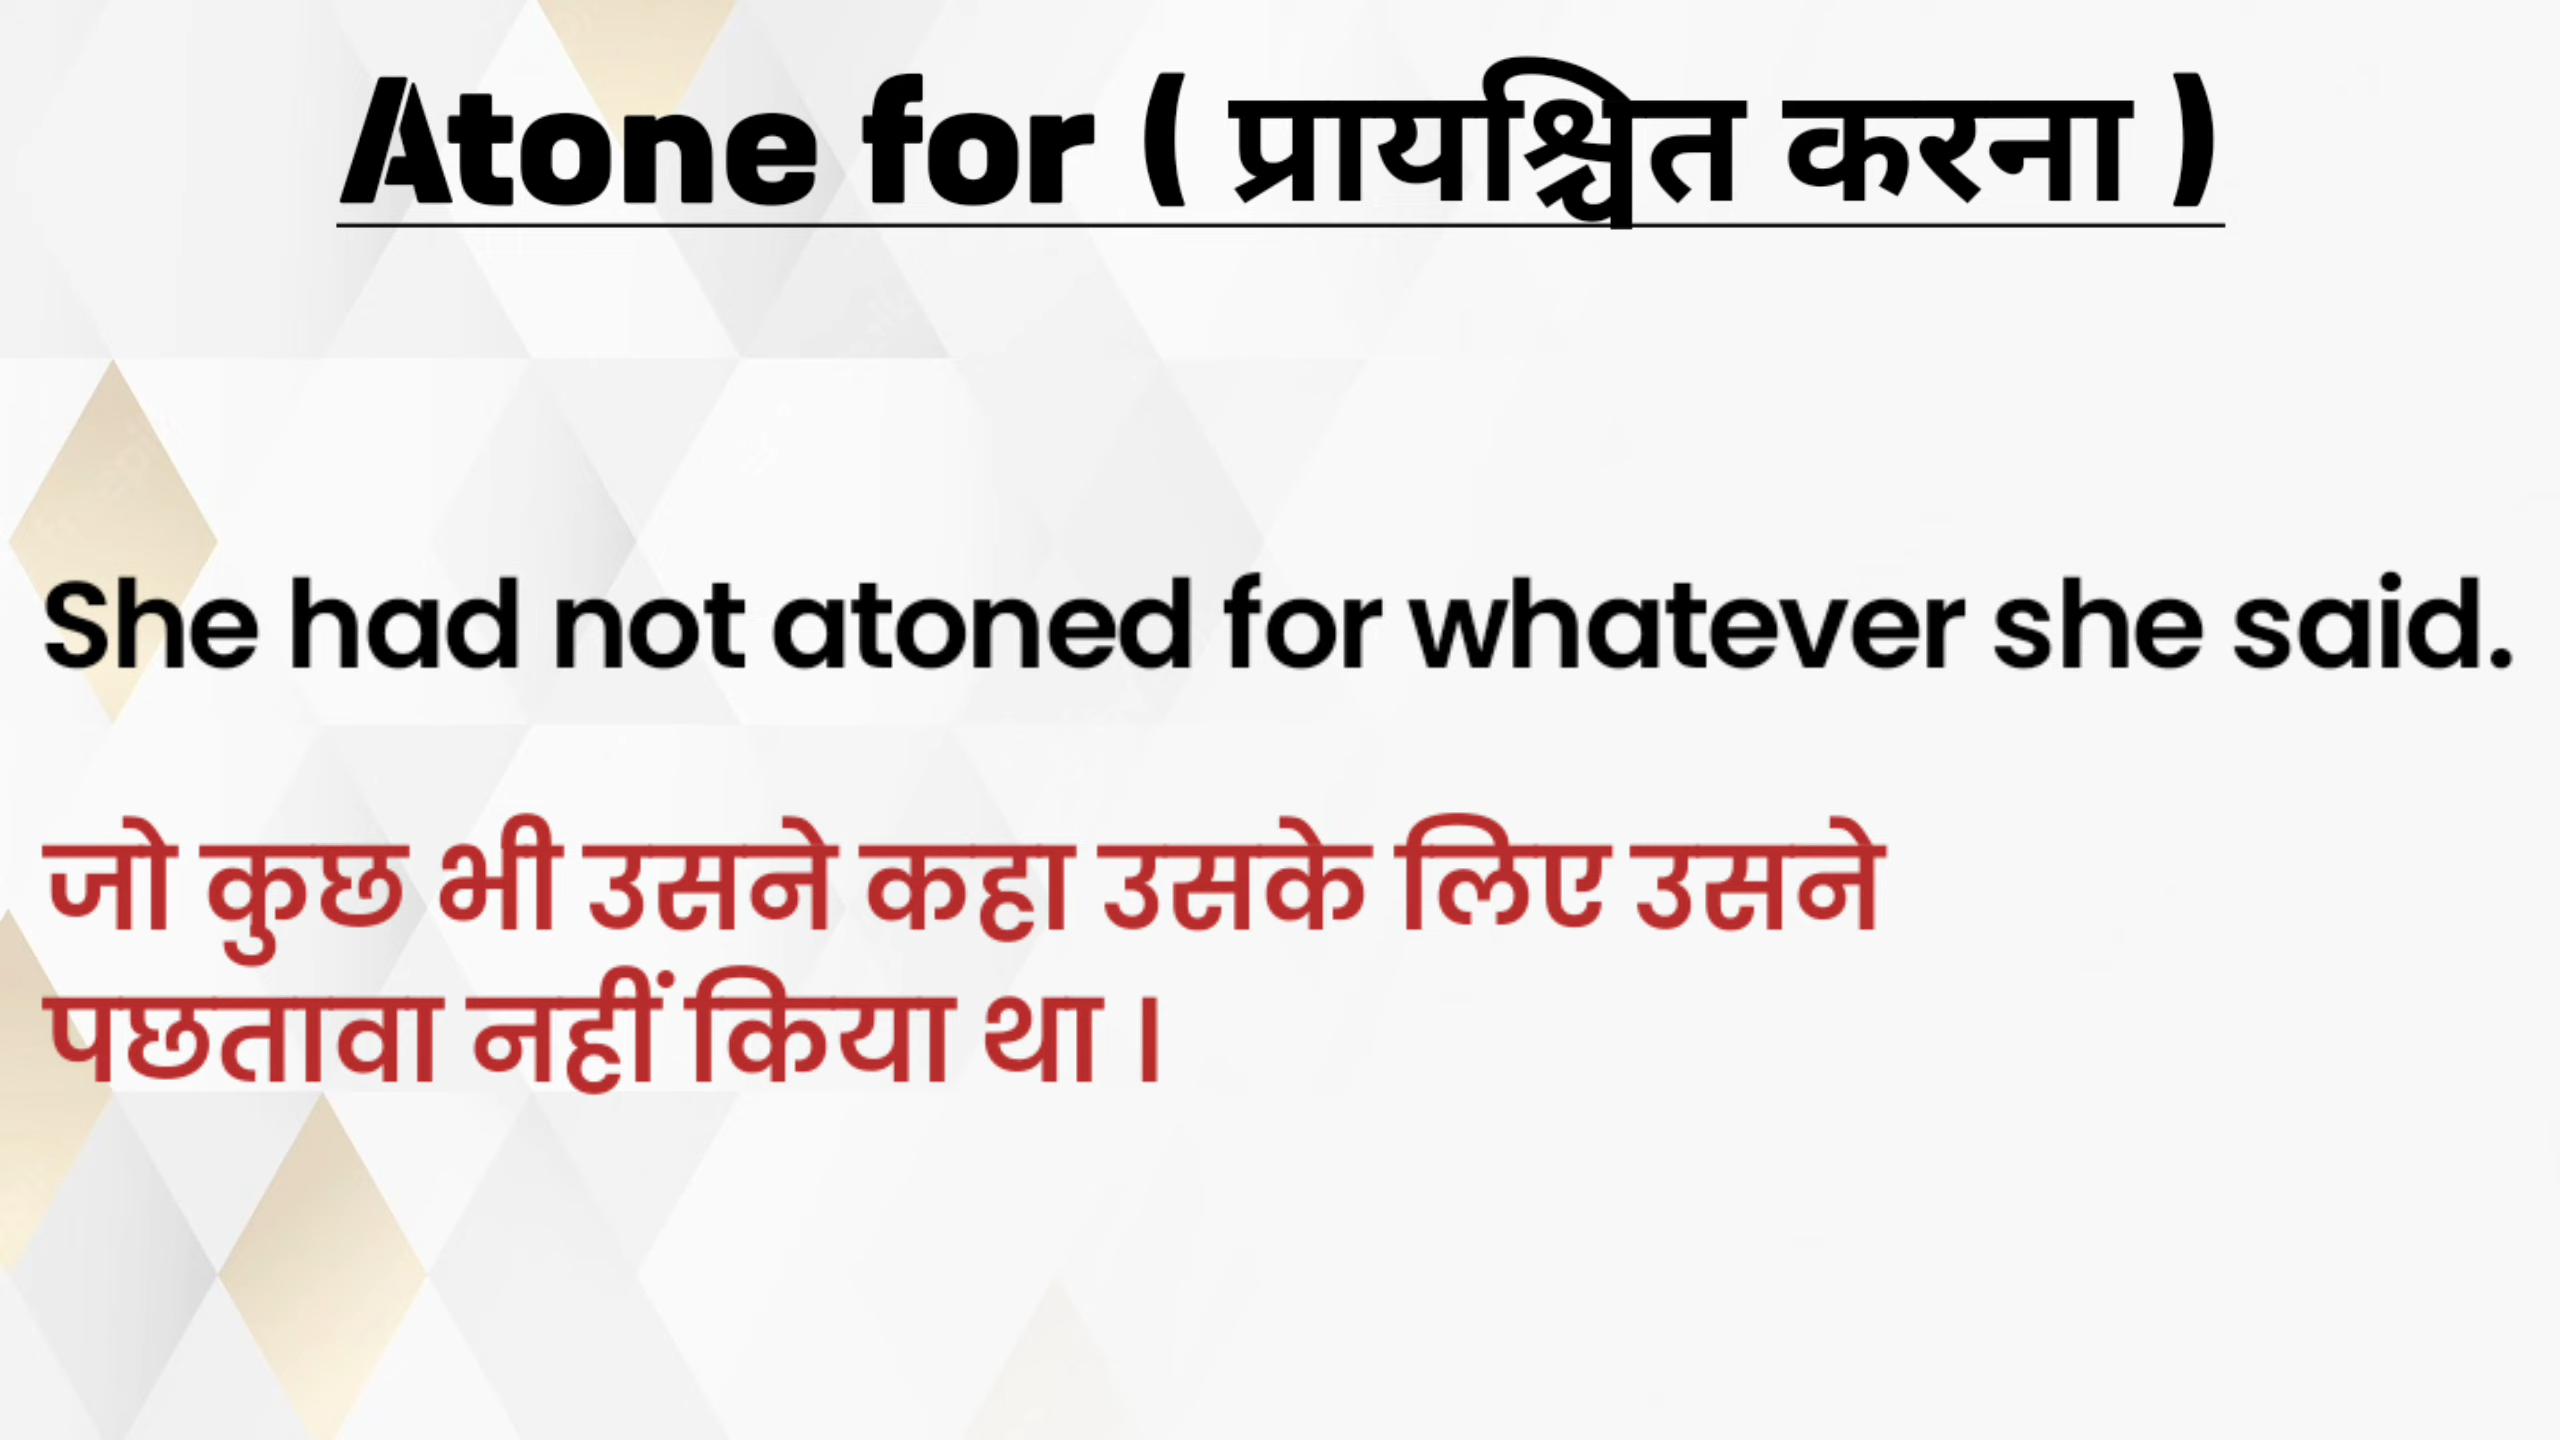 Atone for ( प्रायश्चित करना )
She had not atoned for whatever she said.
जो कुछ भी उसने कहा उसके लिए उसने
पछतावा नहीं किया था ।